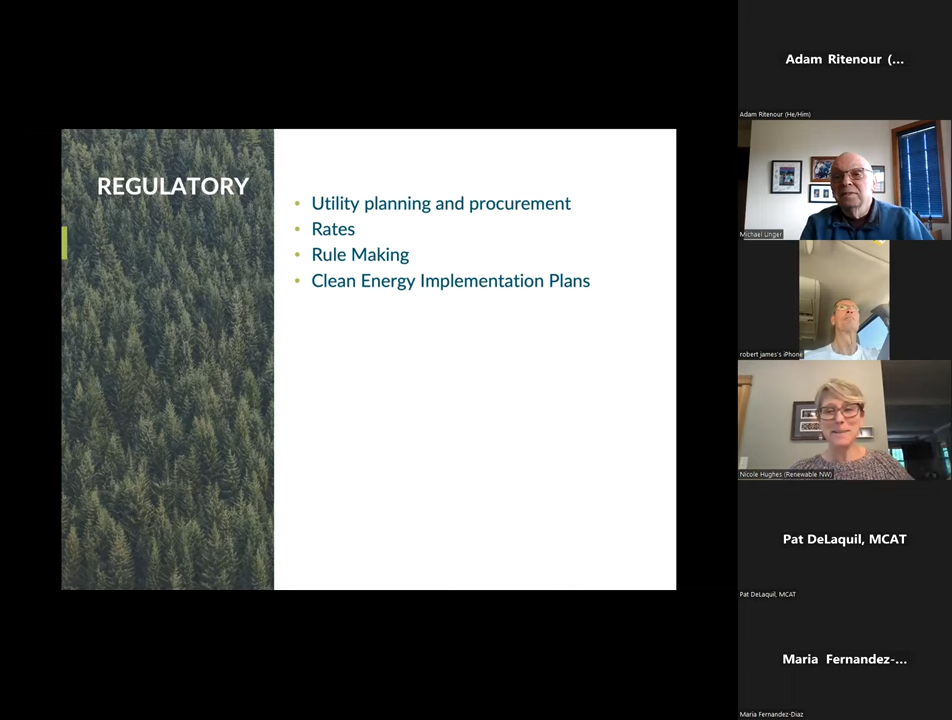 REGULATORY
• Utility planning and procurement
• Rates
• Rule Making
• Clean Energy Implementation Plans
Adam Ritenour (...
Adam Ritenour (He/Him)
Michael Unger
robert james's iPhone
Nicole Hughes (Renewable NW)
Pat DeLaquil, MCAT
Pat DeLaquil, MCAT
Maria Fernandez-...
Maria Fernandez-Diaz